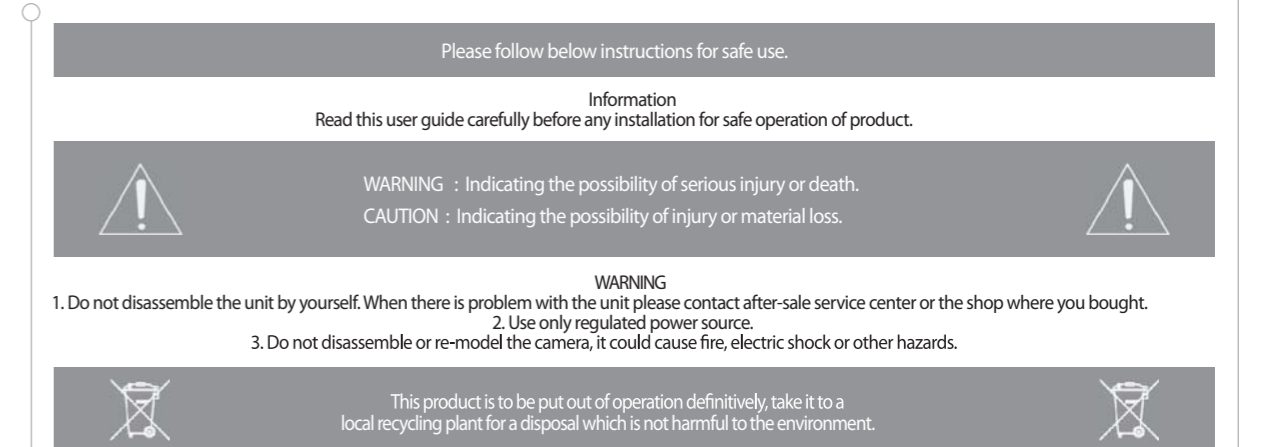 Please follow below instructions for safe use.
Information
Read this user guide carefully before any installation for safe operation of product.
WARNING : Indicating the possibility of serious injury or death.
CAUTION : Indicating the possibility of injury or material loss.
WARNING
1. Do not disassemble the unit by yourself. When there is problem with the unit please contact after-sale service center or the shop where you bought.
2. Use only regulated power source.
3. Do not disassemble or re-model the camera, it could cause fire, electric shock or other hazards.
This product is to be put out of operation definitively, take it to a
local recycling plant for a disposal which is not harmful to the environment.